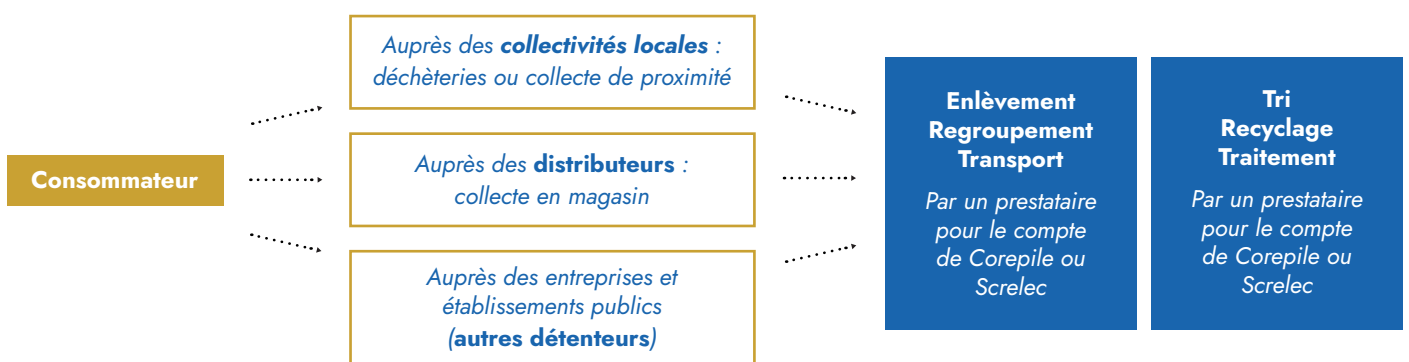 Consommateur
Auprès des collectivités locales :
déchèteries ou collecte de proximité
Auprès des distributeurs :
collecte en magasin
Auprès des entreprises et
établissements publics
(autres détenteurs)
Enlèvement
Regroupement
Transport
Par un prestataire
pour le compte
de Corepile ou
Screlec
Tri
Recyclage
Traitement
Par un prestataire
pour le compte
de Corepile ou
Screlec